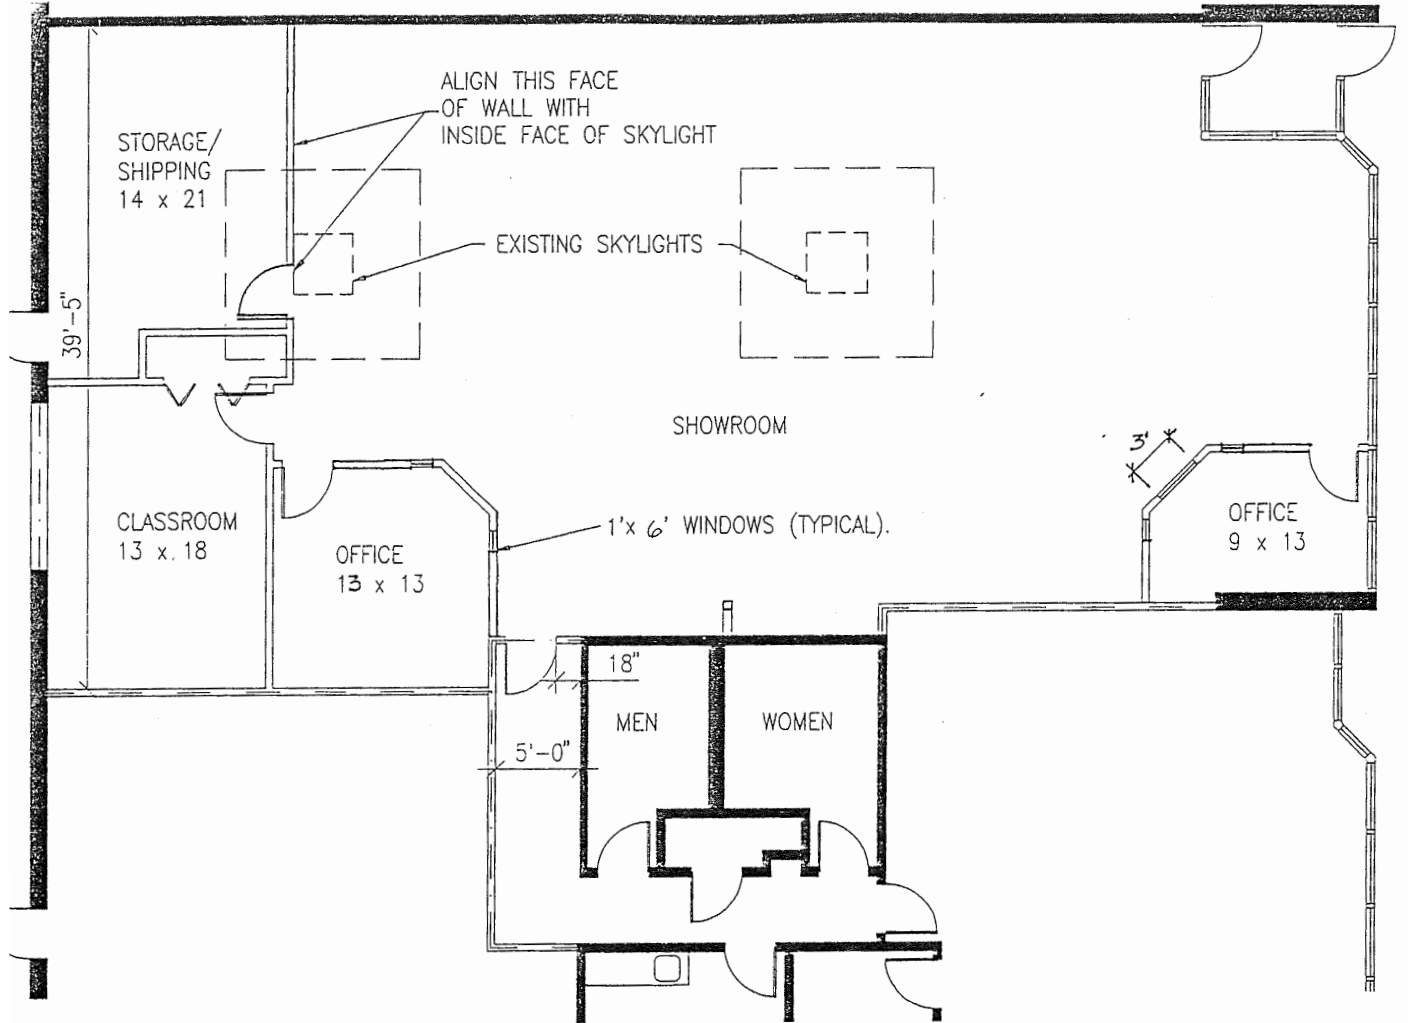 ALIGN THIS FACE
OF WALL WITH
INSIDE FACE OF SKYLIGHT
STORAGE/
SHIPPING
14 x 21
EXISTING SKYLIGHTS
39'-5"
SHOWROOM
3'
CLASSROOM
13 x 18
OFFICE
13 x 13
1'x 6' WINDOWS (TYPICAL).
OFFICE
9 x 13
18"
MEN
WOMEN
5'-0"